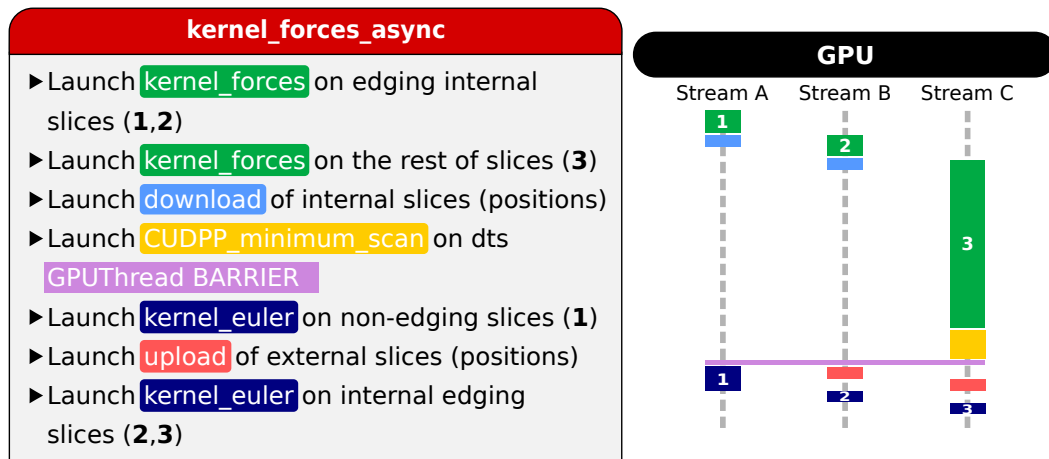 kernel_forces_async
▶Launch kernel_forces on edging internal
slices (1,2)
▶Launch kernel_forces on the rest of slices (3)
▶Launch download of internal slices (positions)
▶Launch CUDPP_minimum_scan on dts
GPUThread BARRIER
▶Launch kernel_euler on non-edging slices (1)
▶Launch upload of external slices (positions)
▶Launch kernel_euler on internal edging
slices (2,3)
GPU
Stream A Stream B Stream C
1
2
3
1
2
3